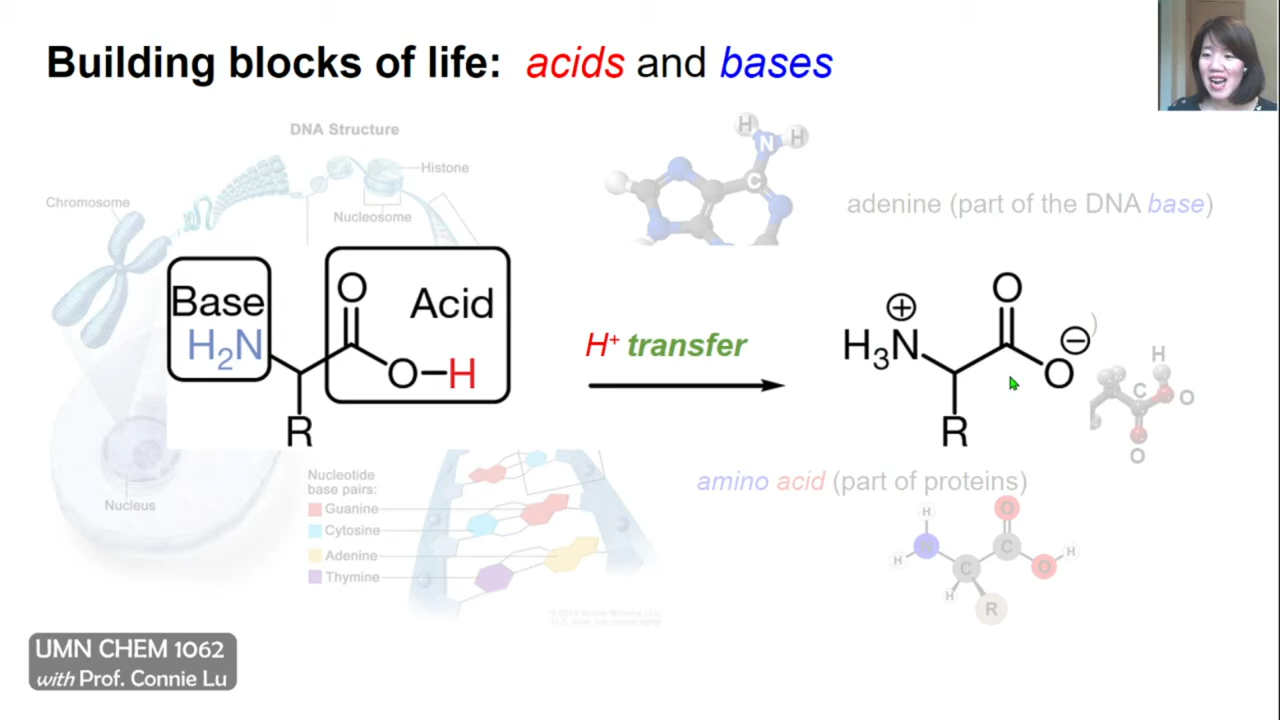 Building blocks of life: acids and bases
DNA Structure
Histone
Chromosome
Nucleosome
H
H
N
C
adenine (part of the DNA base)
Base
H₂N
O
Acid
O–H
R
H⁺ transfer
⊕
H₃N
O
⊖
O
R
)
H
C
O
O
Nucleus
Nucleotide
base pairs:
Guanine
Cytosine
Adenine
Thymine
amino acid (part of proteins)
H
O
H
N
C
H
H
C
O
H
R
UMN CHEM 1062
with Prof. Connie Lu